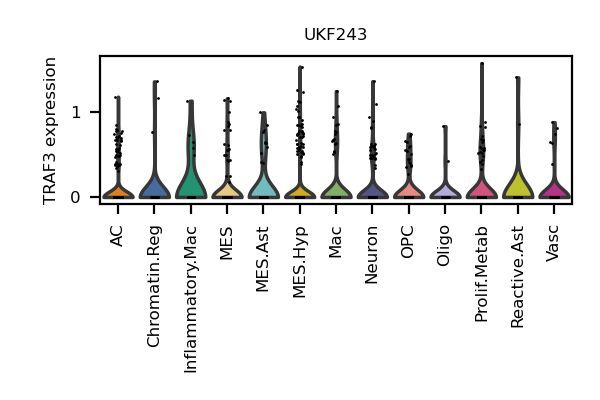 UKF243
TRAF3 expression
1
0
AC
Chromatin.Reg
Inflammatory.Mac
MES
MES.Ast
MES.Hyp
Mac
Neuron
OPC
Oligo
Prolif.Metab
Reactive.Ast
Vasc